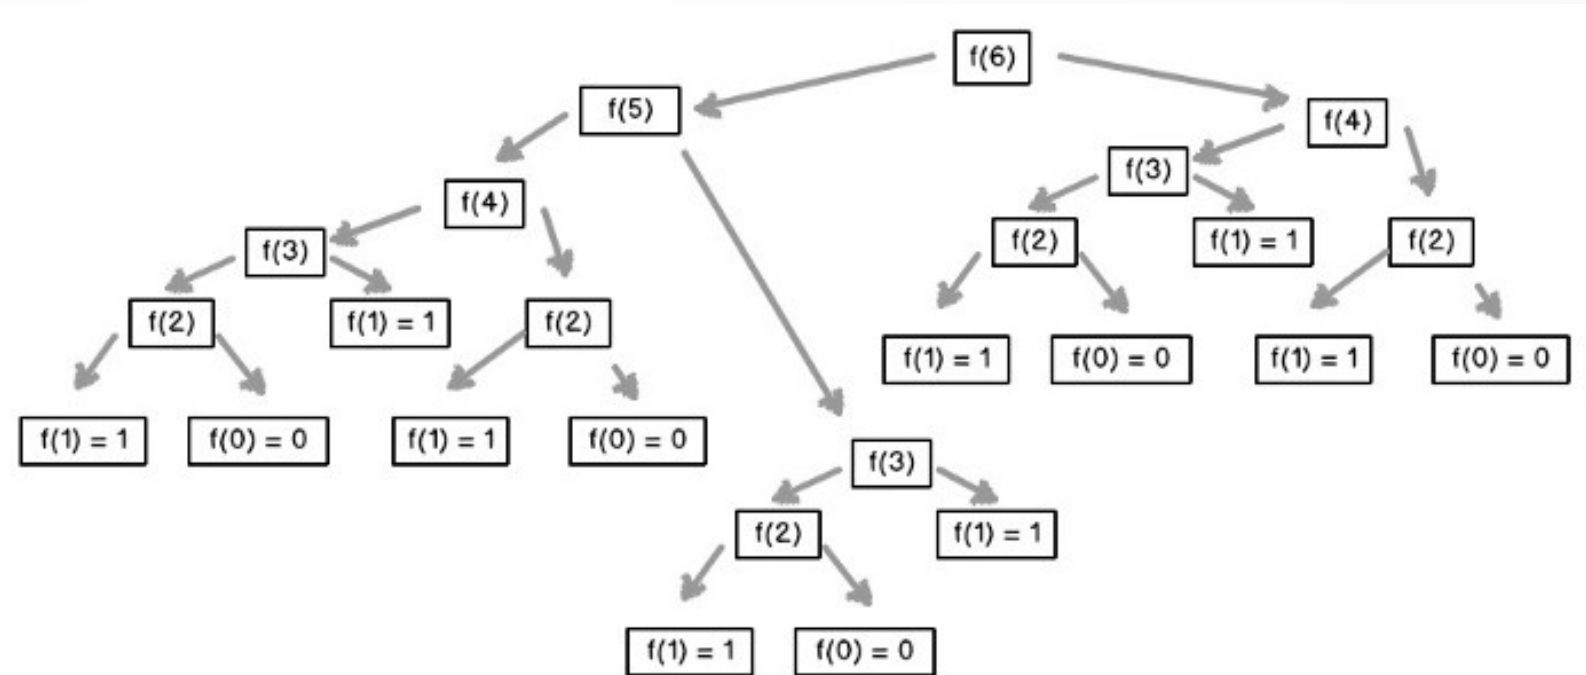 f(6)
f(5)
f(4)
f(4)
f(3)
f(3)
f(2)
f(1) = 1
f(2)
f(2)
f(1) = 1
f(2)
f(1) = 1
f(0) = 0
f(1) = 1
f(0) = 0
f(1) = 1
f(0) = 0
f(1) = 1
f(0) = 0
f(3)
f(2)
f(1) = 1
f(1) = 1
f(0) = 0